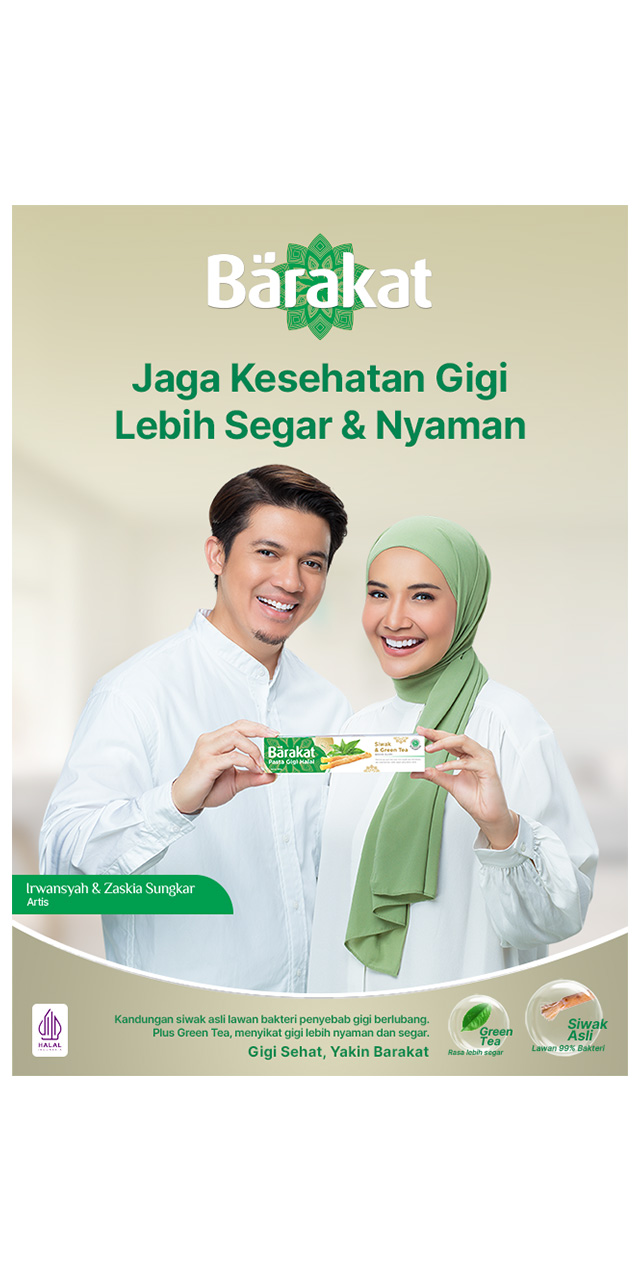 Bärakat
Jaga Kesehatan Gigi
Lebih Segar & Nyaman
Bärakat
Pasta Gigi Halal
Siwak
& Green Tea
Irwansyah & Zaskia Sungkar
Artis
HALAL
INDONESIA
Kandungan siwak asli lawan bakteri penyebab gigi berlubang.
Plus Green Tea, menyikat gigi lebih nyaman dan segar.
Gigi Sehat, Yakin Barakat
Green
Tea
Rasa lebih segar
Siwak
Asli
Lawan 99% Bakteri